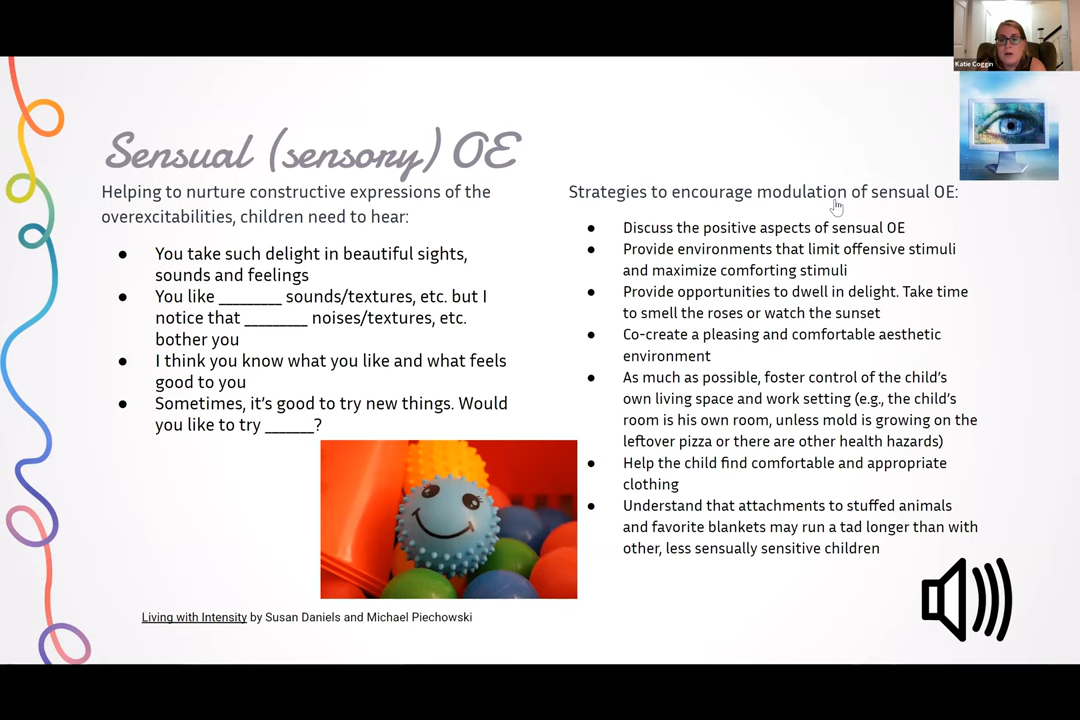 Katie Coggin
Sensual (sensory) OE
Helping to nurture constructive expressions of the
overexcitabilities, children need to hear:
● You take such delight in beautiful sights,
sounds and feelings
● You like _________ sounds/textures, etc. but I
notice that _________ noises/textures, etc.
bother you
● I think you know what you like and what feels
good to you
● Sometimes, it's good to try new things. Would
you like to try _______?
Living with Intensity by Susan Daniels and Michael Piechowski
Strategies to encourage modulation of sensual OE:
● Discuss the positive aspects of sensual OE
● Provide environments that limit offensive stimuli
and maximize comforting stimuli
● Provide opportunities to dwell in delight. Take time
to smell the roses or watch the sunset
● Co-create a pleasing and comfortable aesthetic
environment
● As much as possible, foster control of the child's
own living space and work setting (e.g., the child's
room is his own room, unless mold is growing on the
leftover pizza or there are other health hazards)
● Help the child find comfortable and appropriate
clothing
● Understand that attachments to stuffed animals
and favorite blankets may run a tad longer than with
other, less sensually sensitive children